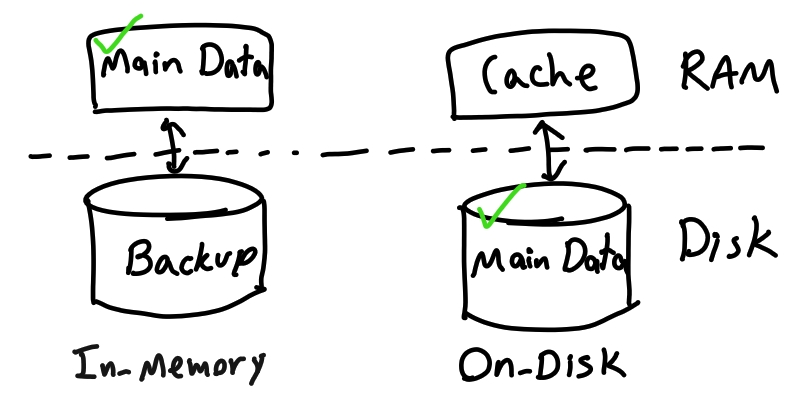 Main Data
Cache
RAM
Backup
Main Data
Disk
In-Memory
On-Disk